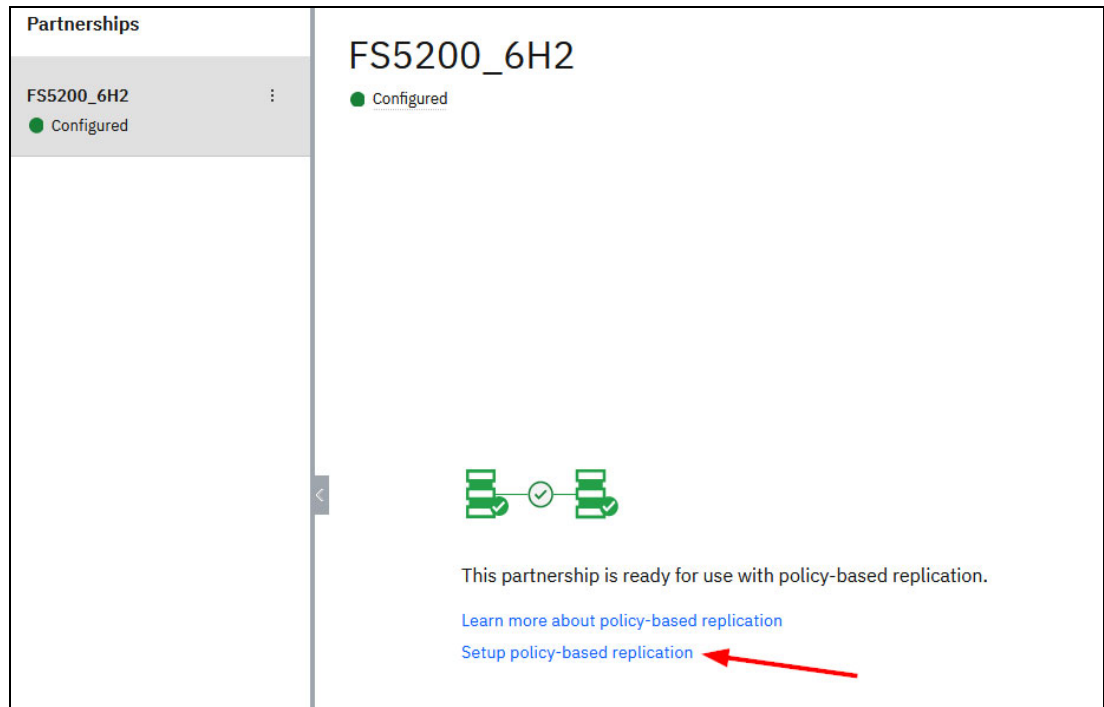 Partnerships
FS5200_6H2
Configured
FS5200_6H2
Configured
This partnership is ready for use with policy-based replication.
Learn more about policy-based replication
Setup policy-based replication